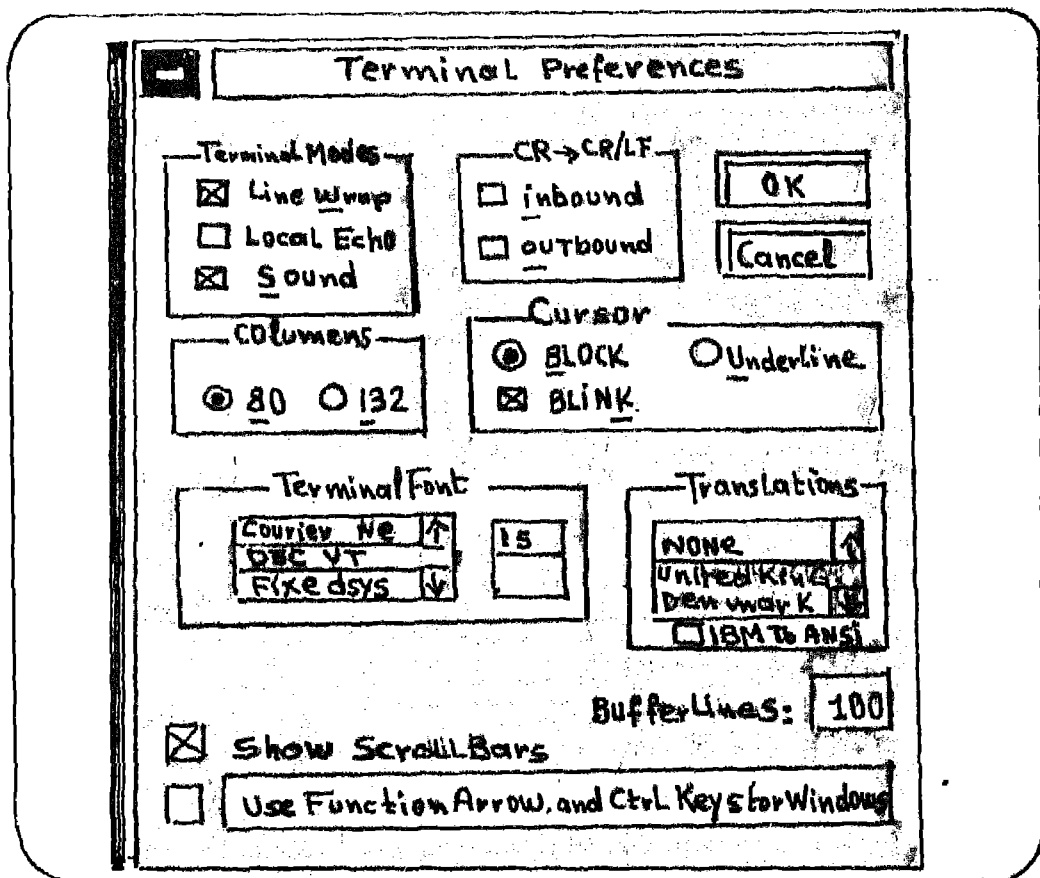 Terminal Preferences
Terminal Modes
Line Wrap
Local Echo
Sound
CR→CR/LF
inbound
outbound
OK
Cancel
Columens
80 132
Cursor
BLOCK Underline
BLINK
Terminal Font
Courier Ne
DEC VT
Fixedsys
15
Translations
NONE
United King
Denmark
IBM To ANSI
Buffer Lines: 100
Show Scroll Bars
Use Function Arrow, and Ctrl Keys for Windows